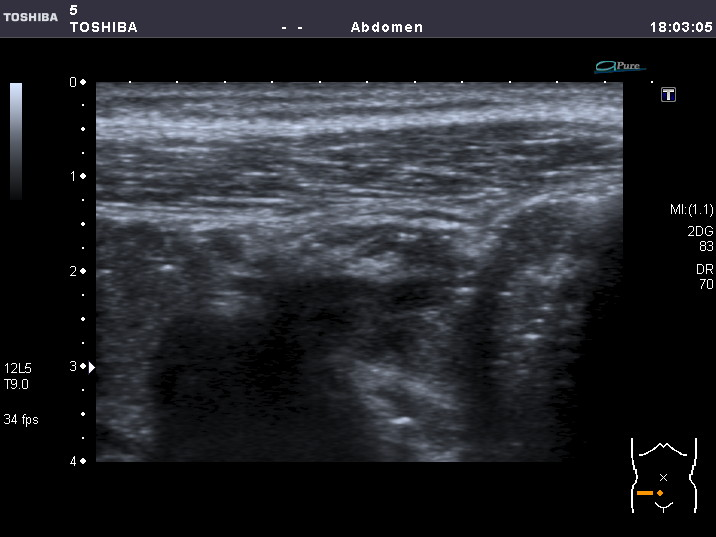 TOSHIBA
5
TOSHIBA - - Abdomen 18:03:05
aPure
T
0
1
2
3
4
MI:(1.1)
2DG
83
DR
70
12L5
T9.0
34 fps